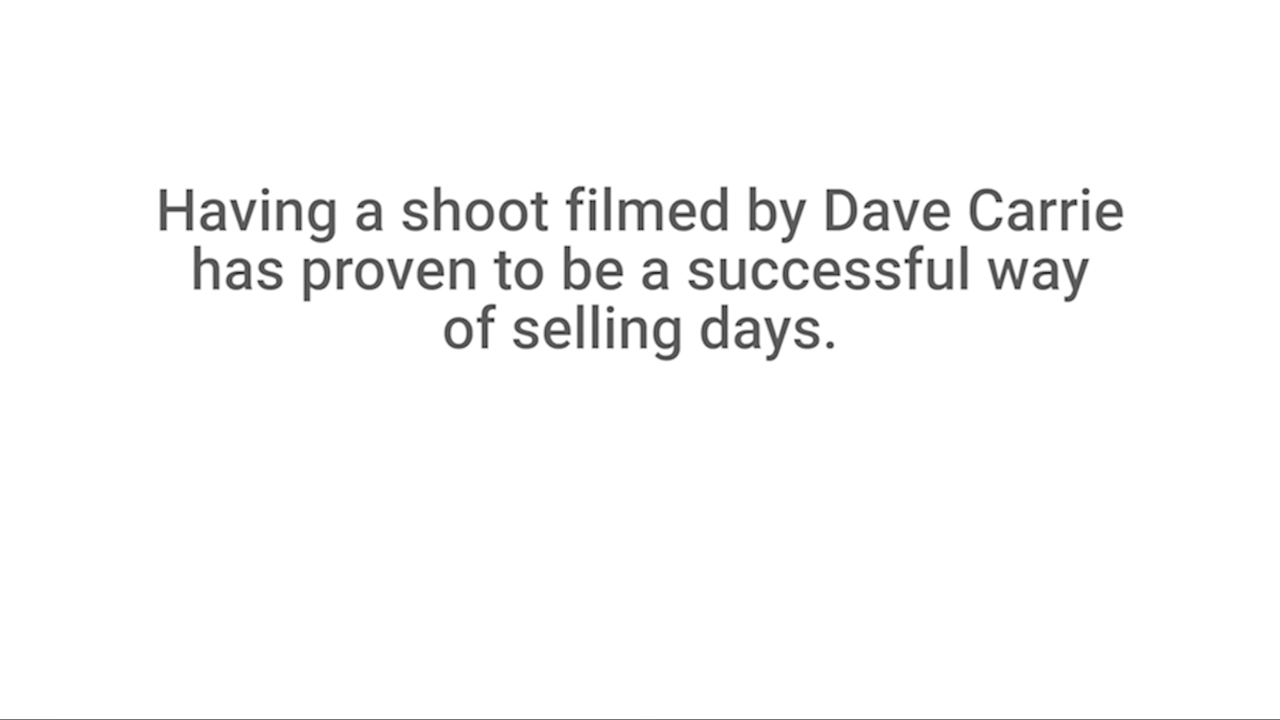 Having a shoot filmed by Dave Carrie
has proven to be a successful way
of selling days.